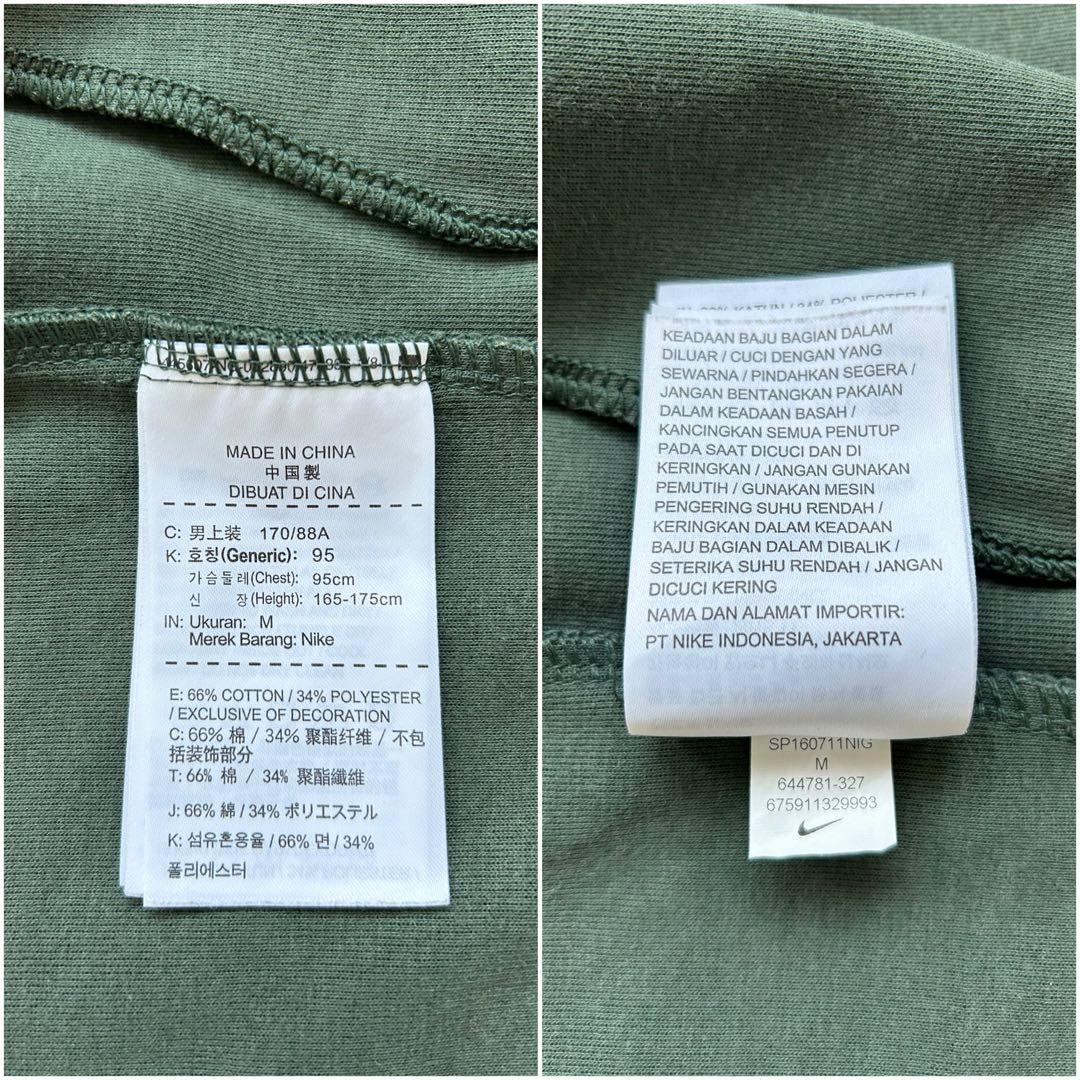 MADE IN CHINA
中国製
DIBUAT DI CINA
C: 男上装 170/88A
K: 호칭(Generic): 95
가슴둘레(Chest): 95cm
신 장(Height): 165-175cm
IN: Ukuran: M
Merek Barang: Nike
E: 66% COTTON / 34% POLYESTER
/ EXCLUSIVE OF DECORATION
C: 66% 棉 / 34% 聚酯纤维 / 不包
括装饰部分
T: 66% 棉 / 34% 聚酯纖維
J: 66% 綿 / 34% ポリエステル
K: 섬유혼용율 / 66% 면 / 34%
폴리에스터
KATUN / 34% POLIESTER /
KEADAAN BAJU BAGIAN DALAM
DILUAR / CUCI DENGAN YANG
SEWARNA / PINDAHKAN SEGERA /
JANGAN BENTANGKAN PAKAIAN
DALAM KEADAAN BASAH /
KANCINGKAN SEMUA PENUTUP
PADA SAAT DICUCI DAN DI
KERINGKAN / JANGAN GUNAKAN
PEMUTIH / GUNAKAN MESIN
PENGERING SUHU RENDAH /
KERINGKAN DALAM KEADAAN
BAJU BAGIAN DALAM DIBALIK /
SETERIKA SUHU RENDAH / JANGAN
DICUCI KERING
NAMA DAN ALAMAT IMPORTIR:
PT NIKE INDONESIA, JAKARTA
SP160711NIG
M
644781-327
675911329993